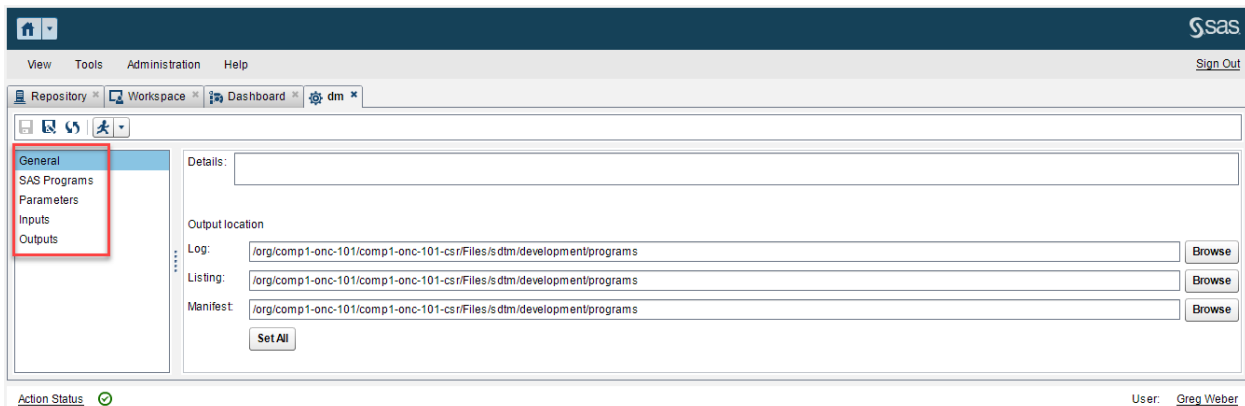 sas
View Tools Administration Help Sign Out
Repository Workspace Dashboard dm
General
SAS Programs
Parameters
Inputs
Outputs
Details:
Output location
Log: /org/comp1-onc-101/comp1-onc-101-csr/Files/sdtm/development/programs Browse
Listing: /org/comp1-onc-101/comp1-onc-101-csr/Files/sdtm/development/programs Browse
Manifest: /org/comp1-onc-101/comp1-onc-101-csr/Files/sdtm/development/programs Browse
Set All
Action Status User: Greg Weber